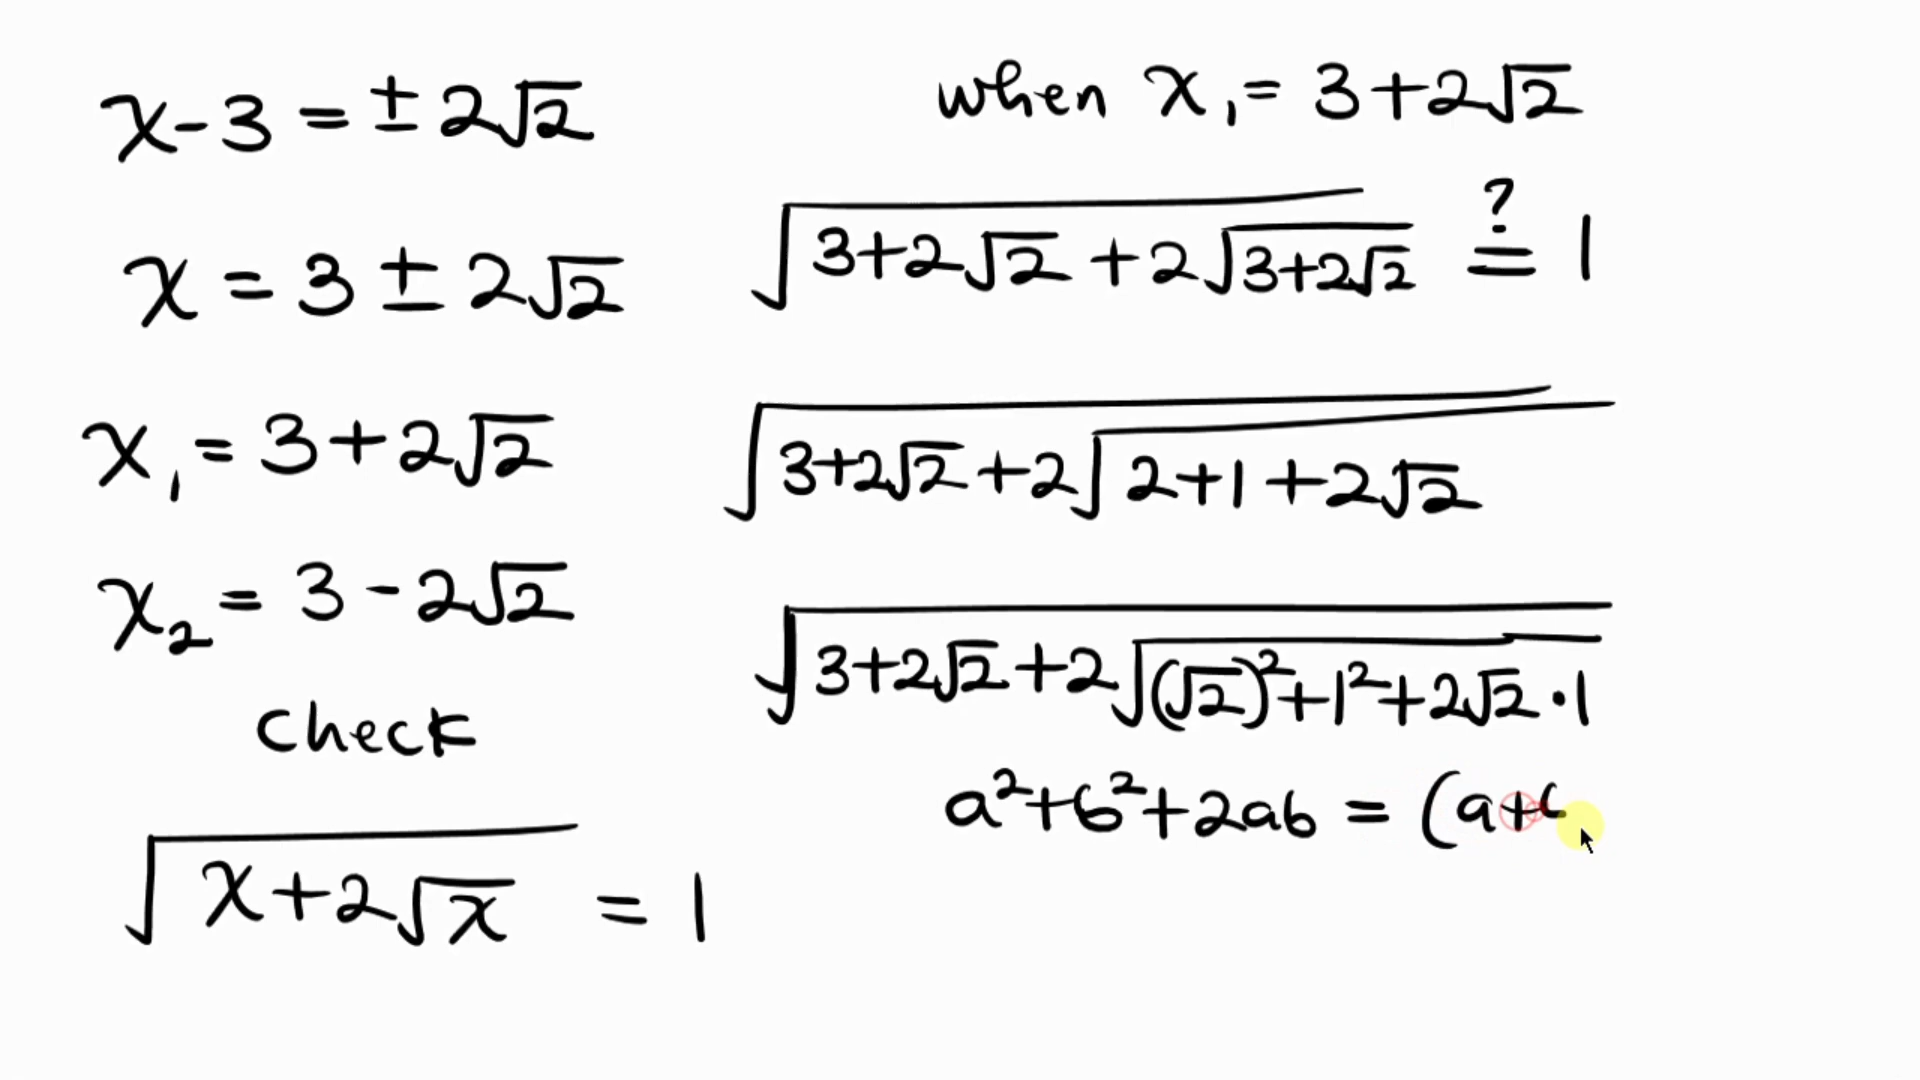 x-3 = ± 2√2
x = 3 ± 2√2
x₁ = 3+2√2
x₂ = 3-2√2
check
√(x+2√x) = 1
when x₁ = 3+2√2
√(3+2√2+2√(3+2√2)) ?= 1
√(3+2√2+2√(2+1+2√2))
√(3+2√2+2√((√2)²+1²+2√2·1))
a²+b²+2ab = (a+